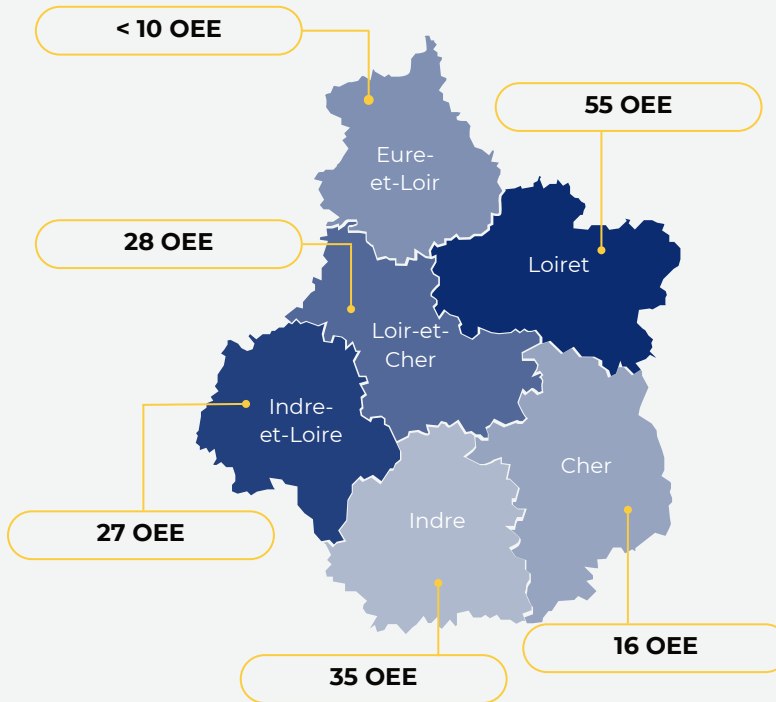 < 10 OEE
55 OEE
Eure-
et-Loir
28 OEE
Loiret
Loir-et-
Cher
Indre-
et-Loire
Cher
Indre
27 OEE
16 OEE
35 OEE